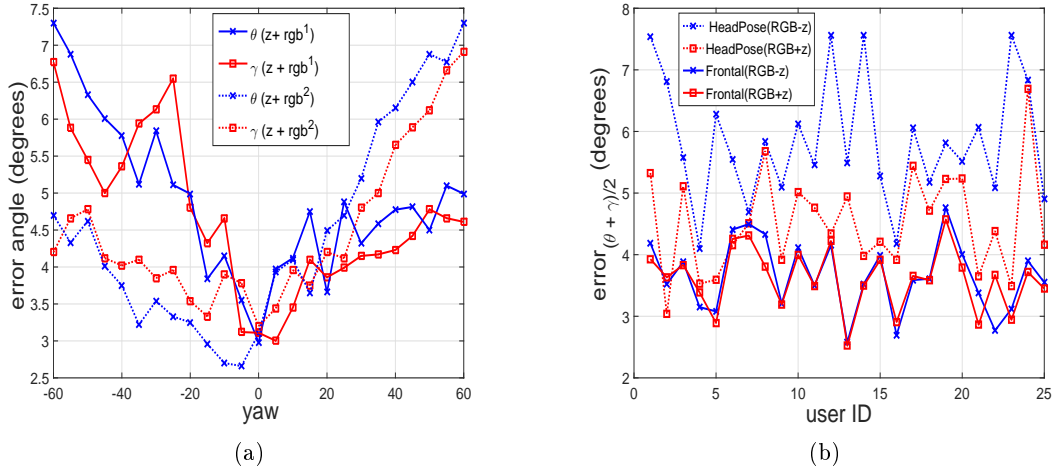 7.5
7
6.5
6
5.5
5
4.5
4
3.5
3
2.5
-60
-40
-20
0
20
40
60
error angle (degrees)
yaw
θ (z+ rgb¹)
γ (z+ rgb¹)
θ (z + rgb²)
γ (z + rgb²)
(a)
8
7
6
5
4
3
2
0
5
10
15
20
25
error (θ + γ)/2 (degrees)
user ID
HeadPose(RGB-z)
HeadPose(RGB+z)
Frontal(RGB-z)
Frontal(RGB+z)
(b)